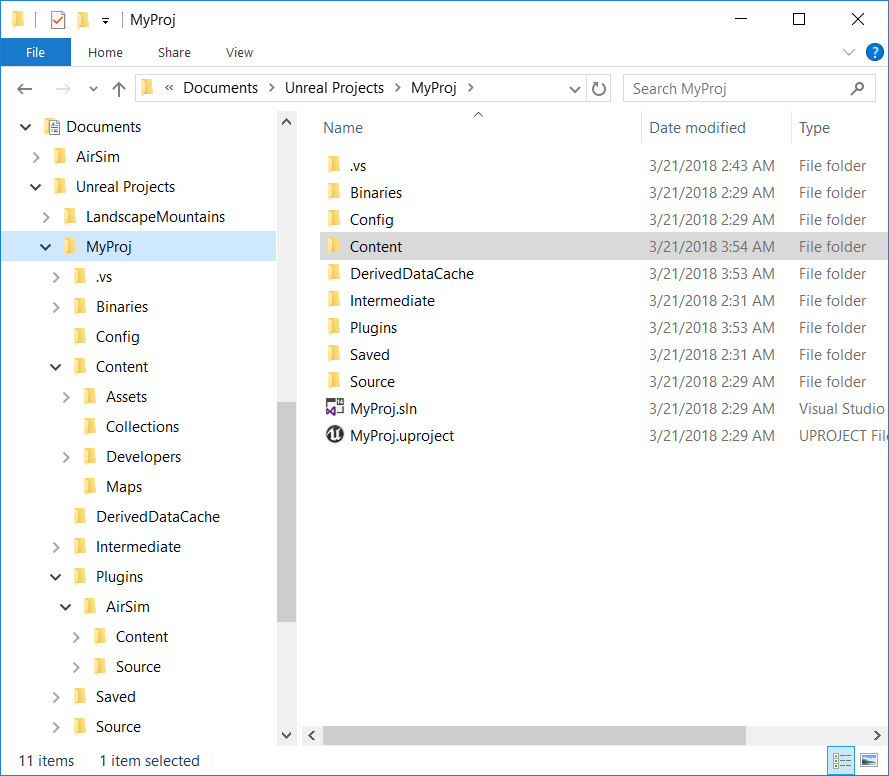 MyProj
File Home Share View
« Documents > Unreal Projects > MyProj >
Search MyProj
Documents
AirSim
Unreal Projects
LandscapeMountains
MyProj
.vs
Binaries
Config
Content
Assets
Collections
Developers
Maps
DerivedDataCache
Intermediate
Plugins
AirSim
Content
Source
Saved
Source
Name Date modified Type
.vs 3/21/2018 2:43 AM File folder
Binaries 3/21/2018 2:29 AM File folder
Config 3/21/2018 2:29 AM File folder
Content 3/21/2018 3:54 AM File folder
DerivedDataCache 3/21/2018 3:53 AM File folder
Intermediate 3/21/2018 2:31 AM File folder
Plugins 3/21/2018 3:53 AM File folder
Saved 3/21/2018 2:31 AM File folder
Source 3/21/2018 2:29 AM File folder
MyProj.sln 3/21/2018 2:29 AM Visual Studio
MyProj.uproject 3/21/2018 2:29 AM UPROJECT File
11 items 1 item selected